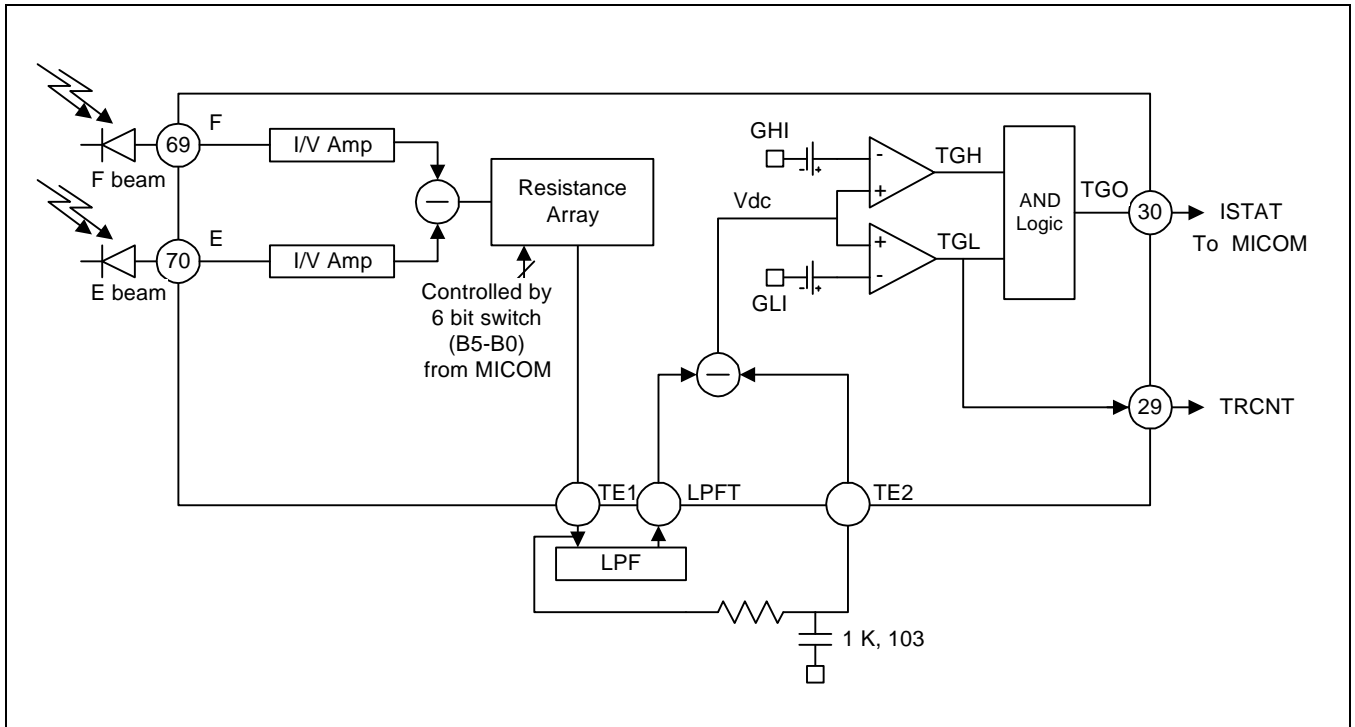 F
69
I/V Amp
F beam
E
70
I/V Amp
E beam
Resistance
Array
Controlled by
6 bit switch
(B5-B0)
from MICOM
GHI
-
+
TGH
- +
Vdc
+
-
TGL
- +
GLI
AND
Logic
TGO
30
ISTAT
To MICOM
29
TRCNT
TE1
LPFT
TE2
LPF
1 K, 103